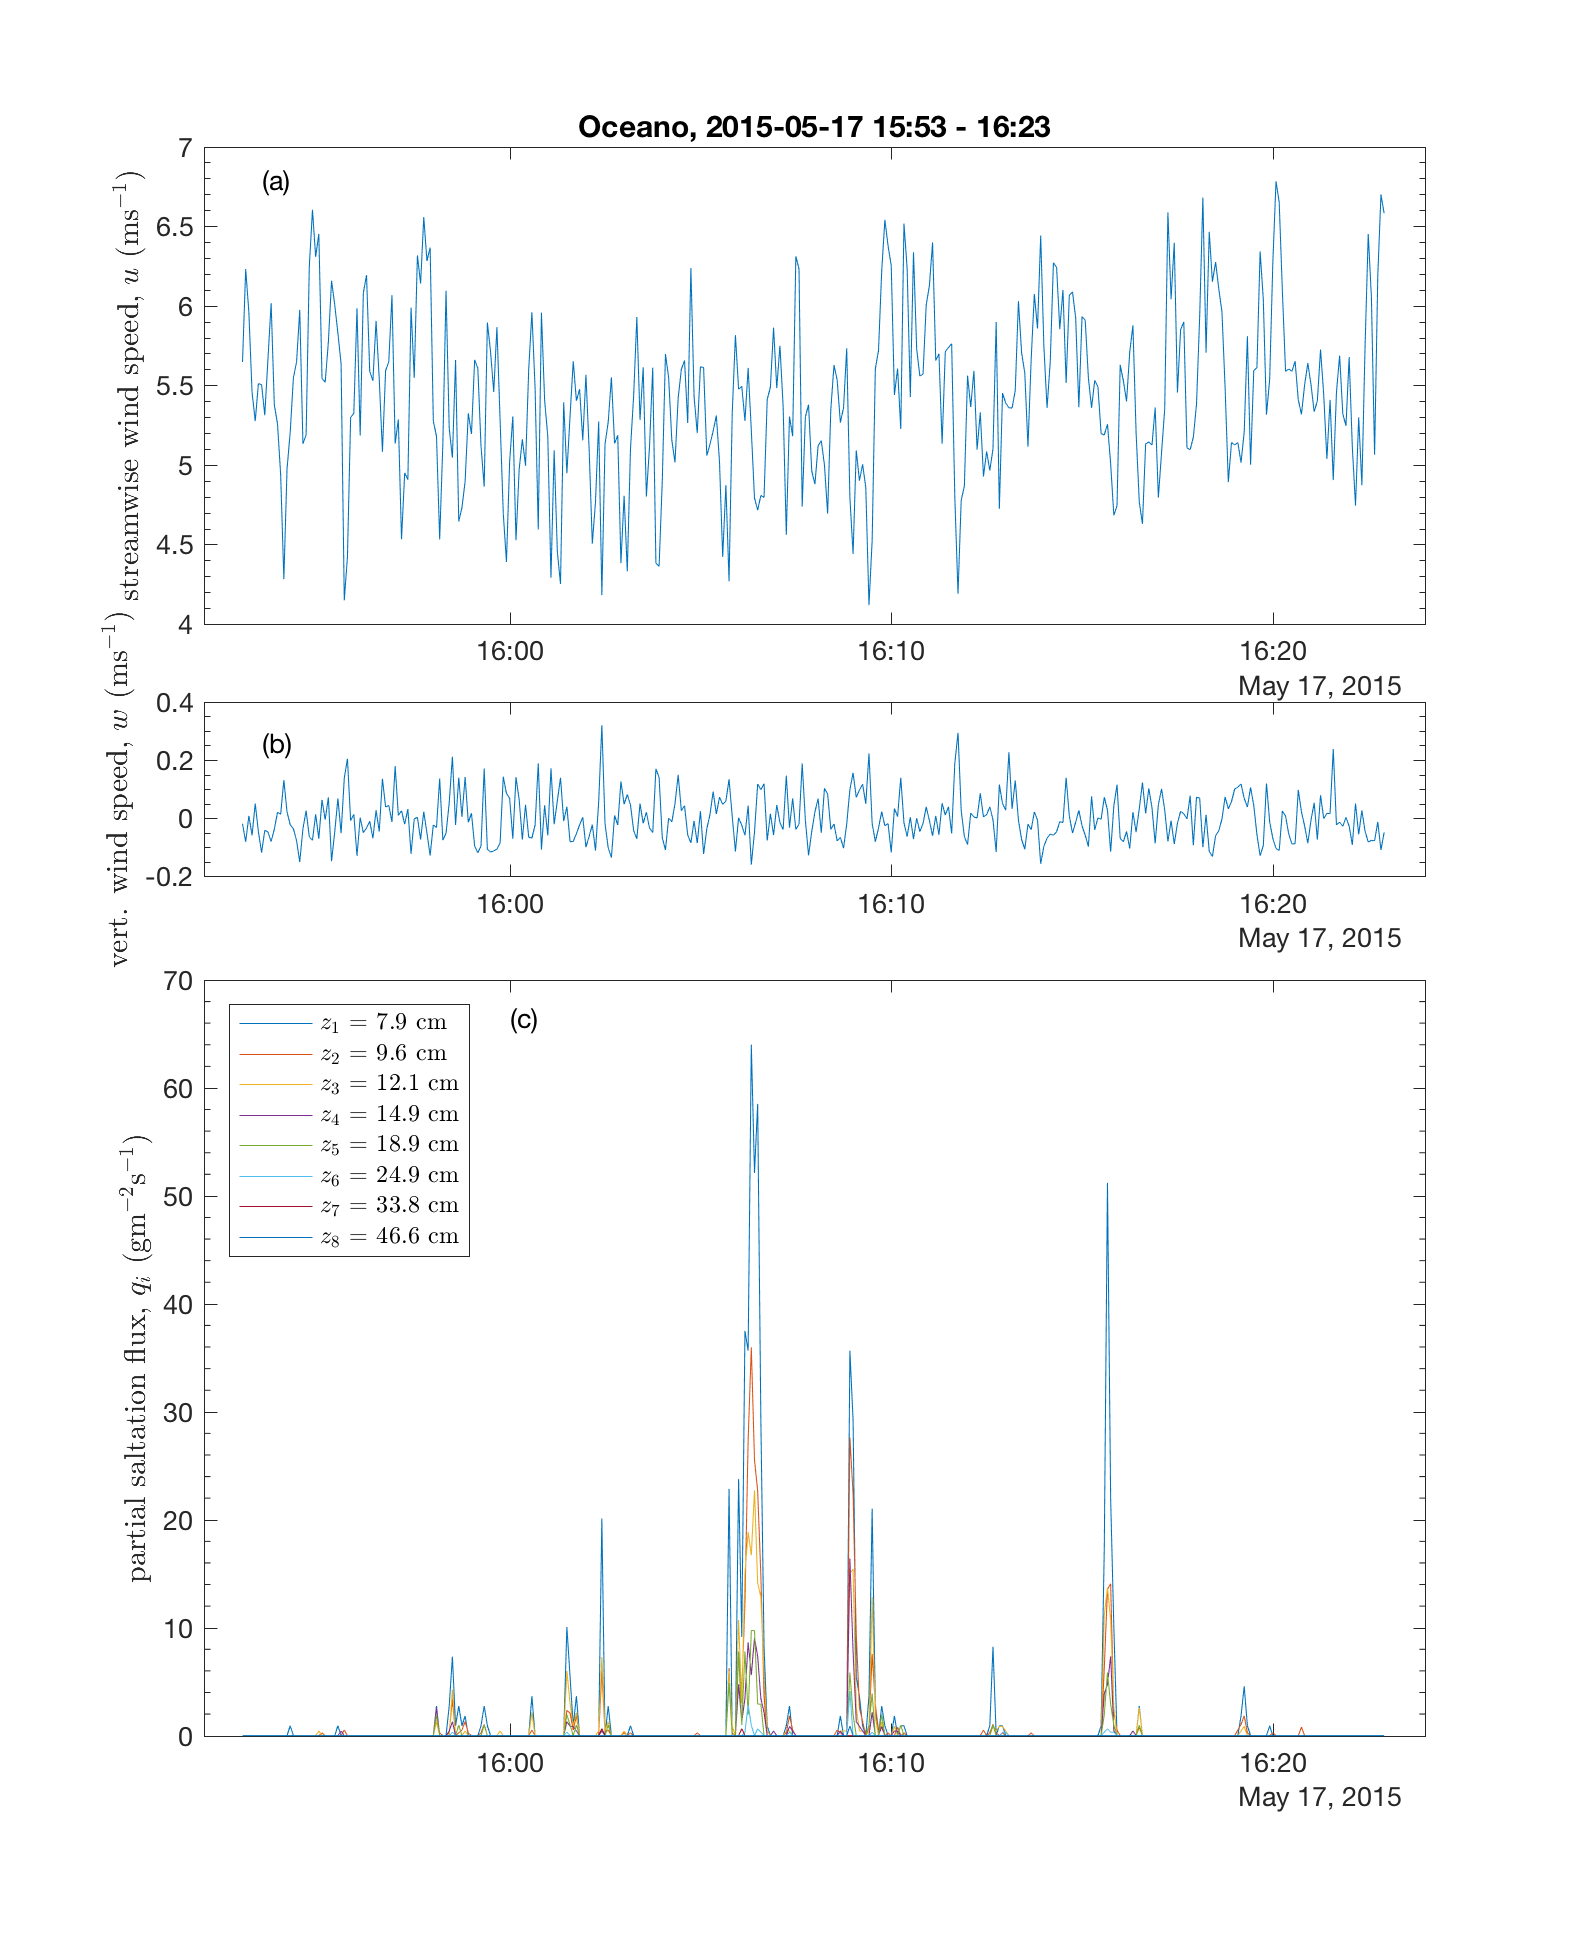 Oceano, 2015-05-17 15:53 - 16:23
streamwise wind speed, u (ms⁻¹)
7
6.5
6
5.5
5
4.5
4
(a)
16:00 16:10 16:20
May 17, 2015
vert. wind speed, w (ms⁻¹)
0.4
0.2
0
-0.2
(b)
16:00 16:10 16:20
May 17, 2015
partial saltation flux, qᵢ (gm⁻²s⁻¹)
70
60
50
40
30
20
10
0
(c)
z₁ = 7.9 cm
z₂ = 9.6 cm
z₃ = 12.1 cm
z₄ = 14.9 cm
z₅ = 18.9 cm
z₆ = 24.9 cm
z₇ = 33.8 cm
z₈ = 46.6 cm
16:00 16:10 16:20
May 17, 2015